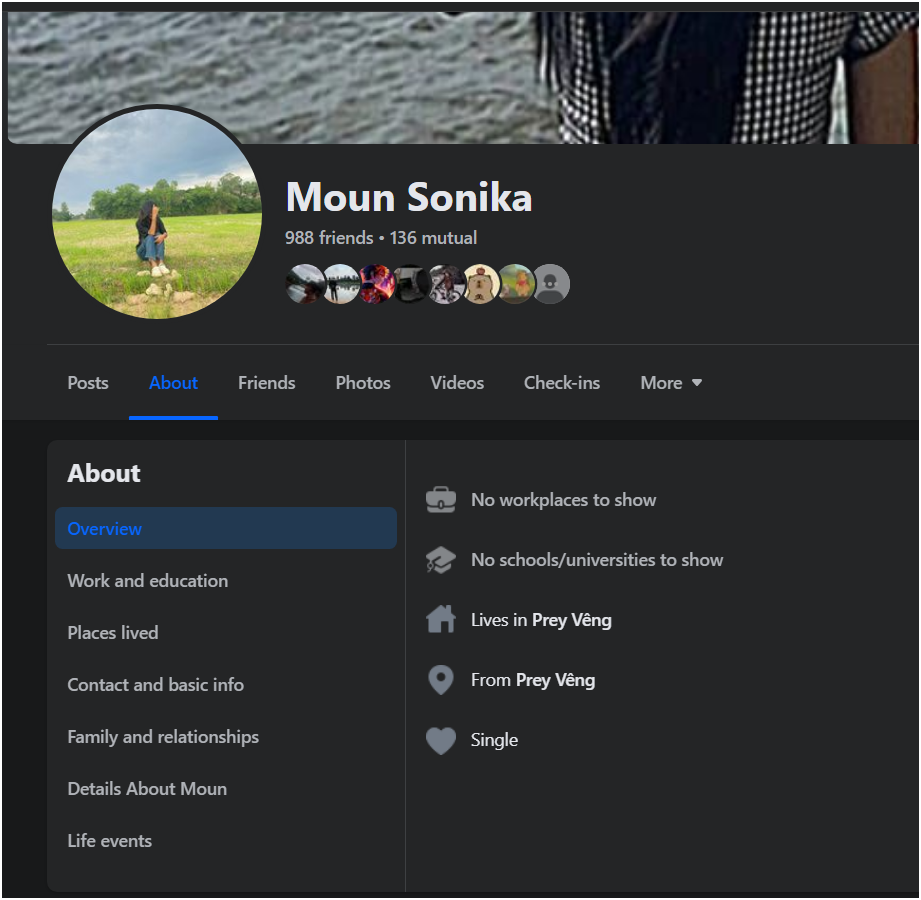 Moun Sonika
988 friends • 136 mutual
Posts About Friends Photos Videos Check-ins More
About
Overview
Work and education
Places lived
Contact and basic info
Family and relationships
Details About Moun
Life events
No workplaces to show
No schools/universities to show
Lives in Prey Vêng
From Prey Vêng
Single